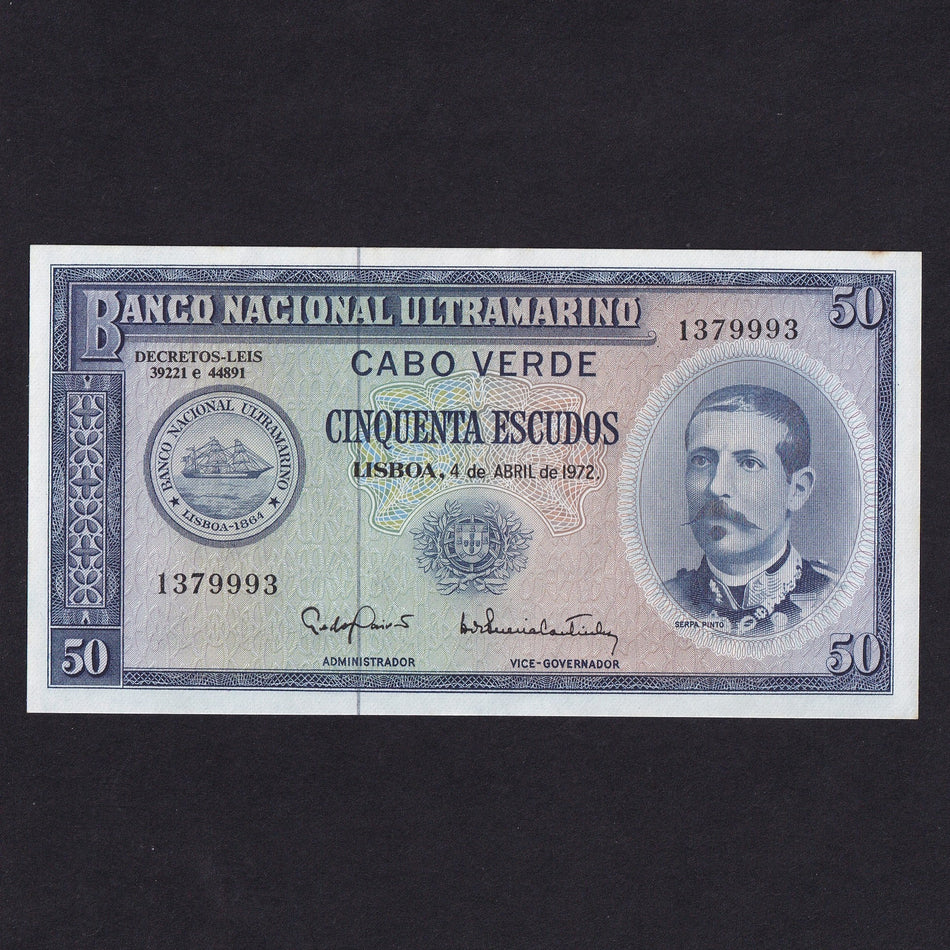 BANCO NACIONAL ULTRAMARINO
50
1379993
DECRETOS-LEIS
39221 e 44891
CABO VERDE
CINQUENTA ESCUDOS
LISBOA, 4 de ABRIL de 1972.
BANCO NACIONAL ULTRAMARINO
LISBOA-1864
1379993
SERPA PINTO
ADMINISTRADOR
VICE-GOVERNADOR
50
50